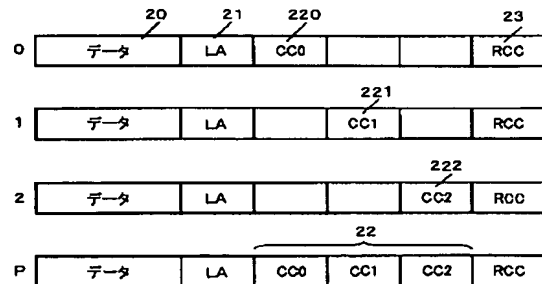 20 21 220 23
0 データ LA CC0 RCC
221
1 データ LA CC1 RCC
222
2 データ LA CC2 RCC
22
P データ LA CC0 CC1 CC2 RCC